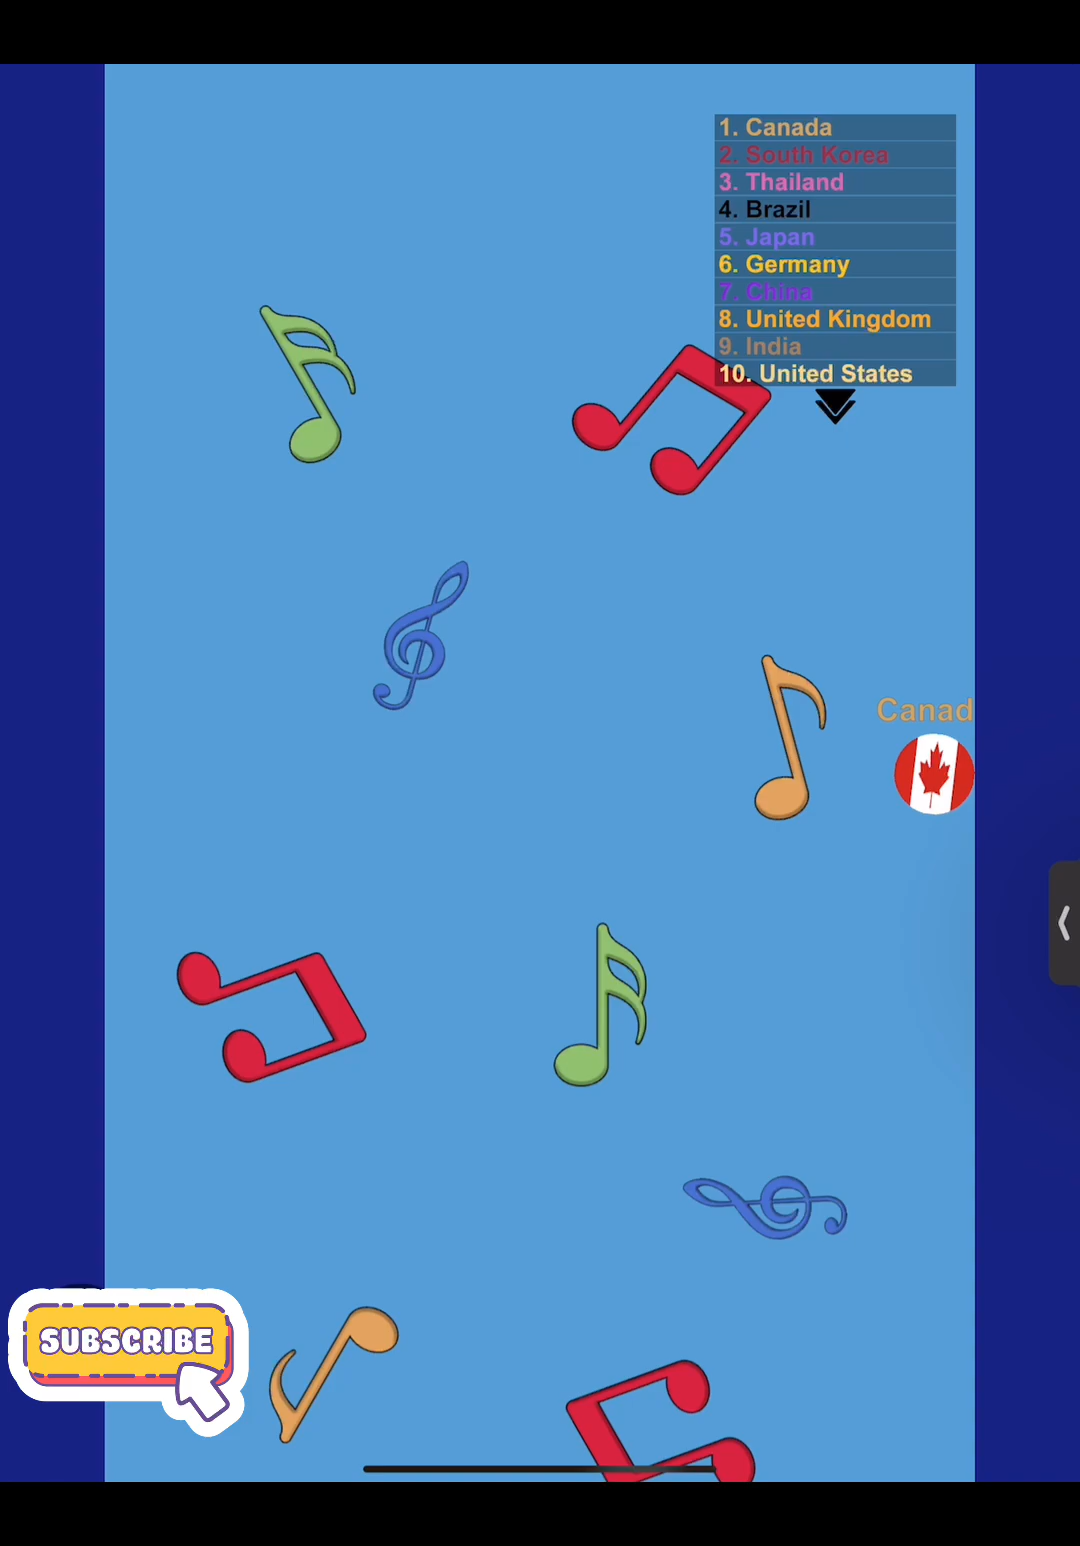 1. Canada
2. South Korea
3. Thailand
4. Brazil
5. Japan
6. Germany
7. China
8. United Kingdom
9. India
10. United States
Canad
SUBSCRIBE